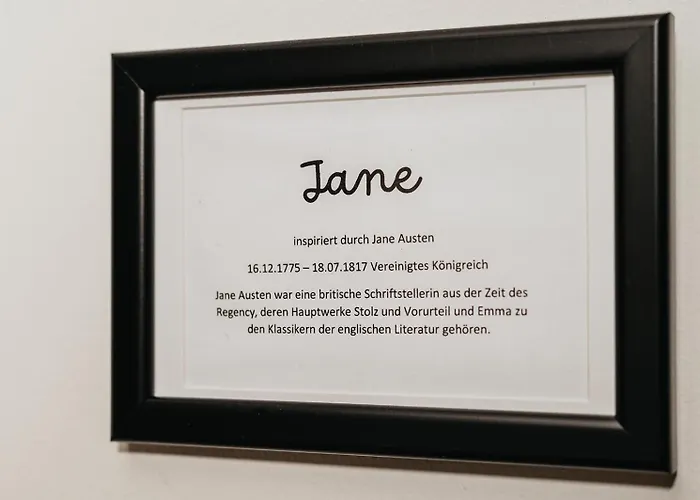 Jane
inspiriert durch Jane Austen
16.12.1775 – 18.07.1817 Vereinigtes Königreich
Jane Austen war eine britische Schriftstellerin aus der Zeit des
Regency, deren Hauptwerke Stolz und Vorurteil und Emma zu
den Klassikern der englischen Literatur gehören.